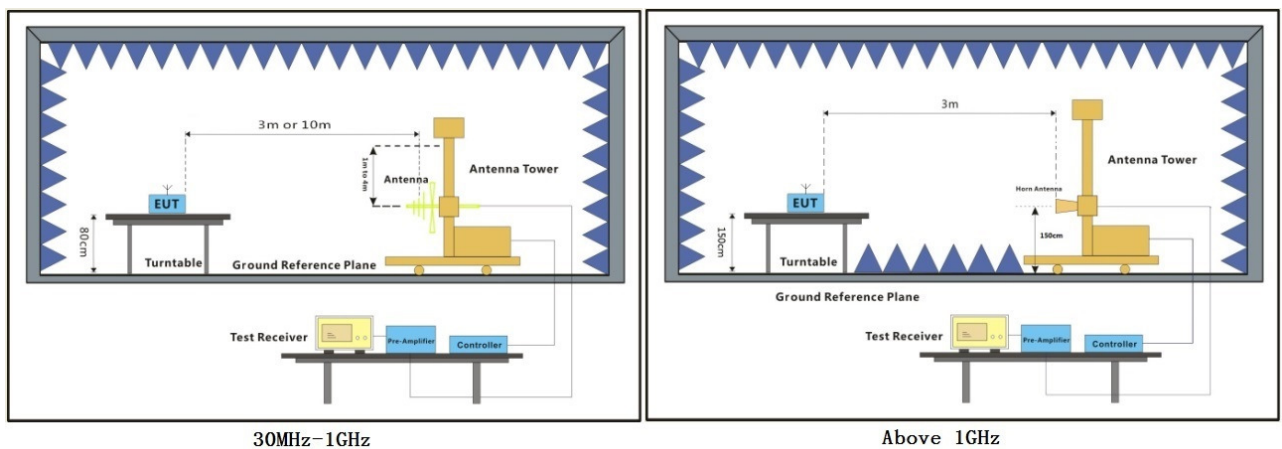 3m or 10m
1m to 4m
Antenna
Antenna Tower
EUT
80cm
Turntable
Ground Reference Plane
Test Receiver
Pre-Amplifier
Controller
30MHz-1GHz
3m
Antenna Tower
Horn Antenna
EUT
150cm
150cm
Turntable
Ground Reference Plane
Test Receiver
Pre-Amplifier
Controller
Above 1GHz